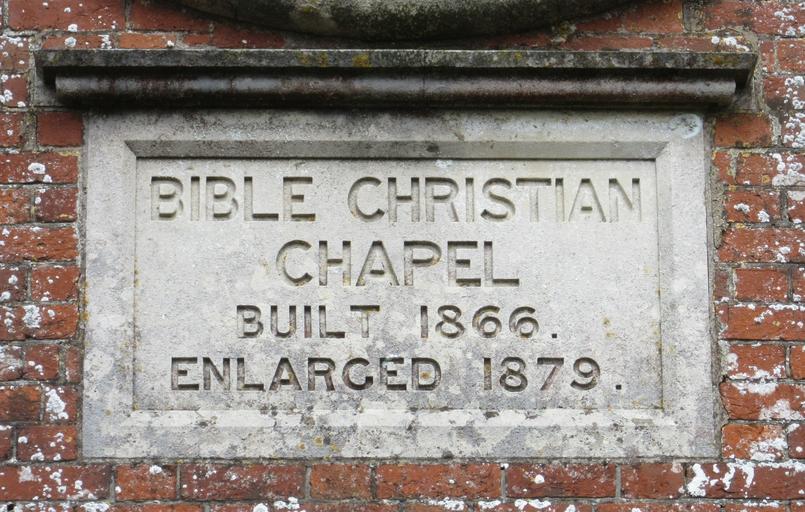 BIBLE CHRISTIAN
CHAPEL
BUILT 1866.
ENLARGED 1879.